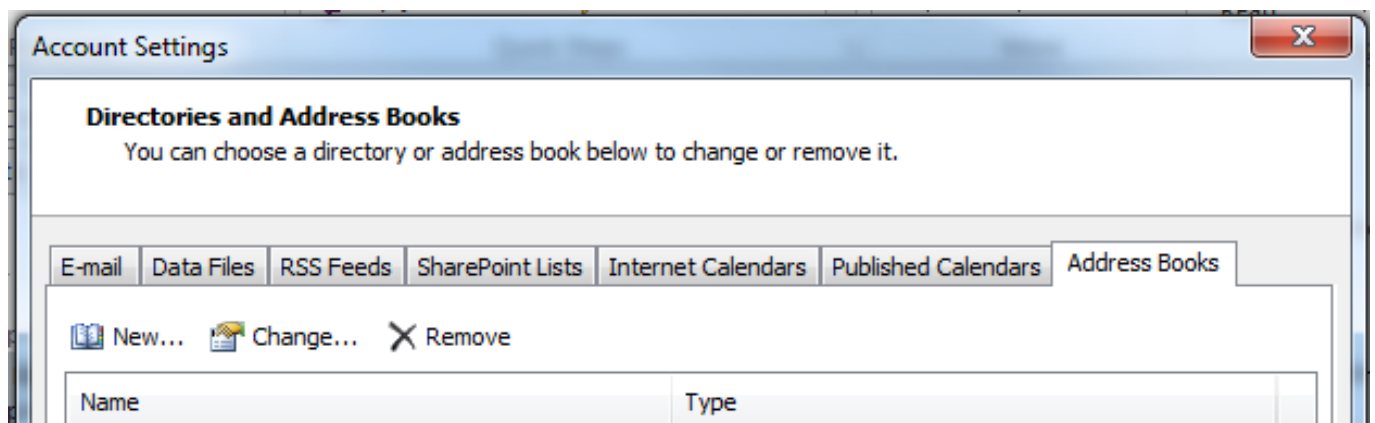 Account Settings
Directories and Address Books
You can choose a directory or address book below to change or remove it.
E-mail Data Files RSS Feeds SharePoint Lists Internet Calendars Published Calendars Address Books
New... Change... Remove
Name Type